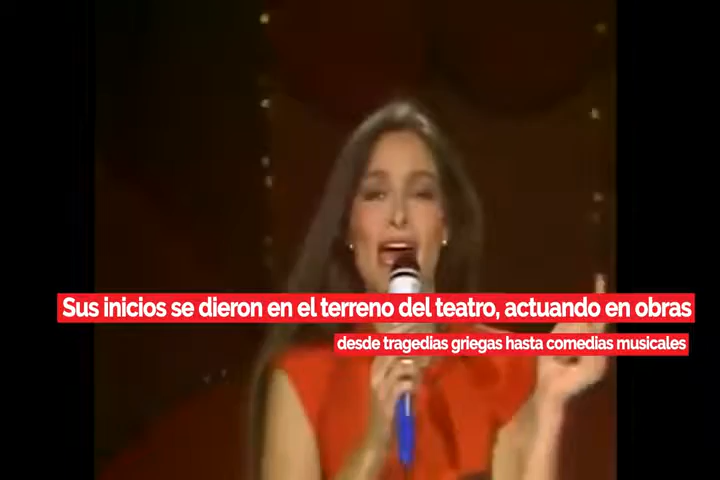 Sus inicios se dieron en el terreno del teatro, actuando en obras
desde tragedias griegas hasta comedias musicales